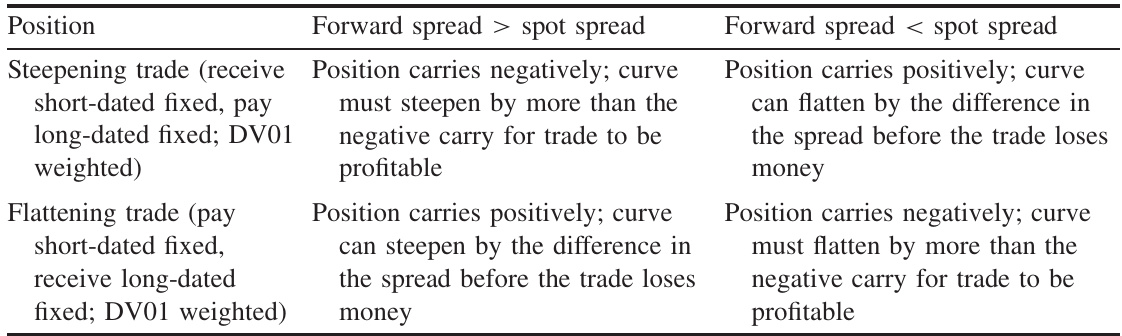 Position Forward spread > spot spread Forward spread < spot spread
Steepening trade (receive short-dated fixed, pay long-dated fixed; DV01 weighted)
Position carries negatively; curve must steepen by more than the negative carry for trade to be profitable
Position carries positively; curve can flatten by the difference in the spread before the trade loses money
Flattening trade (pay short-dated fixed, receive long-dated fixed; DV01 weighted)
Position carries positively; curve can steepen by the difference in the spread before the trade loses money
Position carries negatively; curve must flatten by more than the negative carry for trade to be profitable